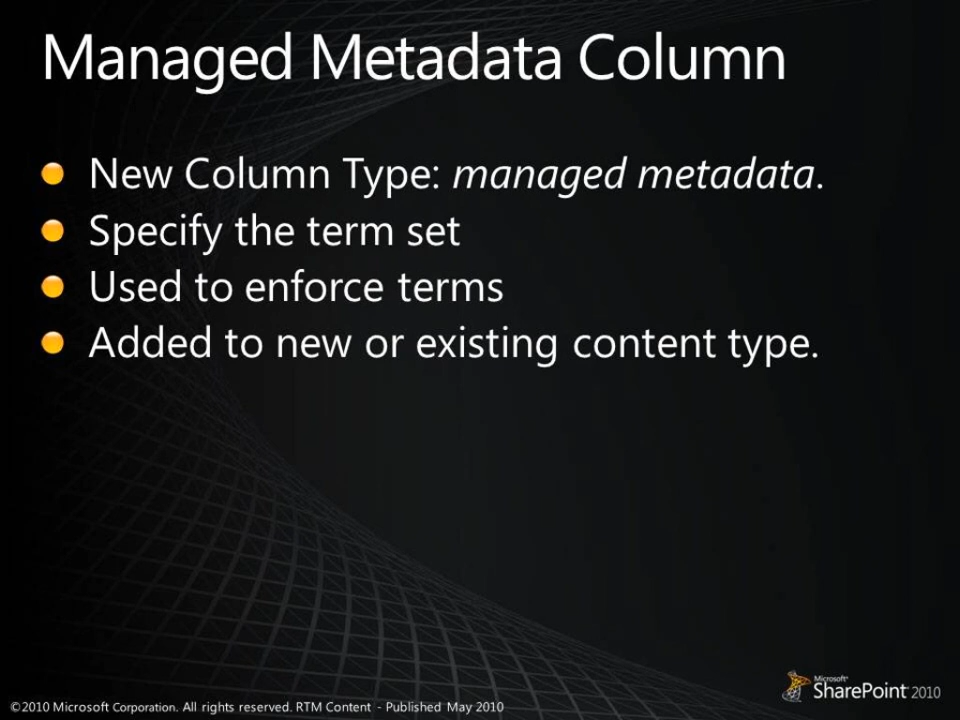 Managed Metadata Column
New Column Type: managed metadata.
Specify the term set
Used to enforce terms
Added to new or existing content type.
Microsoft
SharePoint 2010
©2010 Microsoft Corporation. All rights reserved. RTM Content - Published May 2010